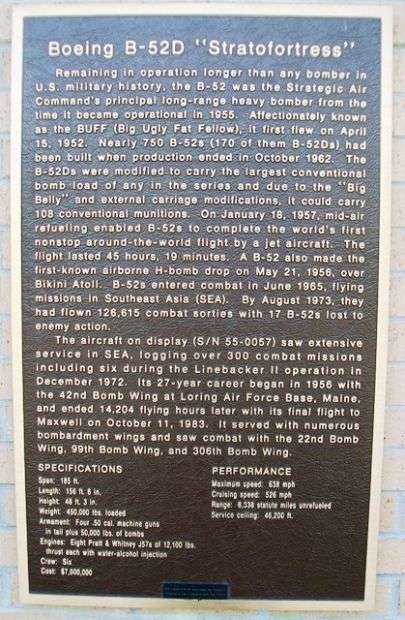 Boeing B-52D "Stratofortress"
Remaining in operation longer than any bomber in
U.S. military history, the B-52 was the Strategic Air
Command's principal long-range heavy bomber from the
time it became operational in 1955. Affectionately known
as the BUFF (Big Ugly Fat Fellow), it first flew on April
15, 1952. Nearly 750 B-52s (170 of them B-52Ds) had
been built when production ended in October 1962. The
B-52Ds were modified to carry the largest conventional
bomb load of any in the series and due to the "Big
Belly" and external carriage modifications, it could carry
108 conventional munitions. On January 18, 1957, mid-air
refueling enabled B-52s to complete the world's first
nonstop around-the-world flight by a jet aircraft. The
flight lasted 45 hours, 19 minutes. A B-52 also made the
first-known airborne H-bomb drop on May 21, 1956, over
Bikini Atoll. B-52s entered combat in June 1965, flying
missions in Southeast Asia (SEA). By August 1973, they
had flown 126,615 combat sorties with 17 B-52s lost to
enemy action.
The aircraft on display (S/N 55-0057) saw extensive
service in SEA, logging over 300 combat missions
including six during the Linebacker II operation in
December 1972. Its 27-year career began in 1956 with
the 42nd Bomb Wing at Loring Air Force Base, Maine,
and ended 14,204 flying hours later with its final flight to
Maxwell on October 11, 1983. It served with numerous
bombardment wings and saw combat with the 22nd Bomb
Wing, 99th Bomb Wing, and 306th Bomb Wing.
SPECIFICATIONS
Span: 185 ft.
Length: 156 ft. 6 in.
Height: 48 ft. 3 in.
Weight: 450,000 lbs. loaded
Armament: Four .50 cal. machine guns
in tail plus 50,000 lbs. of bombs
Engines: Eight Pratt & Whitney J57s of 12,100 lbs.
thrust each with water-alcohol injection
Crew: Six
Cost: $7,000,000
PERFORMANCE
Maximum speed: 638 mph
Cruising speed: 526 mph
Range: 8,338 statute miles unrefueled
Service ceiling: 46,200 ft.